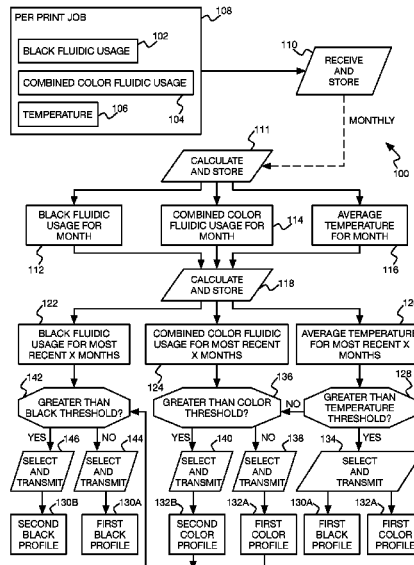 PER PRINT JOB
108
BLACK FLUIDIC USAGE
102
COMBINED COLOR FLUIDIC USAGE
TEMPERATURE
106
104
110
RECEIVE
AND
STORE
MONTHLY
100
111
CALCULATE
AND STORE
BLACK
FLUIDIC
USAGE FOR
MONTH
112
COMBINED COLOR
FLUIDIC USAGE FOR
MONTH
114
AVERAGE
TEMPERATURE
FOR MONTH
116
CALCULATE
AND STORE
118
122
BLACK FLUIDIC
USAGE FOR MOST
RECENT X MONTHS
COMBINED COLOR FLUIDIC
USAGE FOR MOST RECENT
X MONTHS
124
AVERAGE TEMPERATURE
FOR MOST RECENT X
MONTHS
142
GREATER THAN
BLACK THRESHOLD?
136
GREATER THAN COLOR
THRESHOLD?
NO
128
GREATER THAN
TEMPERATURE
THRESHOLD?
YES
146
NO
144
YES
140
NO
138
134
YES
SELECT
AND
TRANSMIT
SELECT
AND
TRANSMIT
SELECT
AND
TRANSMIT
SELECT
AND
TRANSMIT
SELECT AND
TRANSMIT
130B
130A
132B
132A
130A
132A
SECOND
BLACK
PROFILE
FIRST
BLACK
PROFILE
SECOND
COLOR
PROFILE
FIRST
COLOR
PROFILE
FIRST
BLACK
PROFILE
FIRST
COLOR
PROFILE